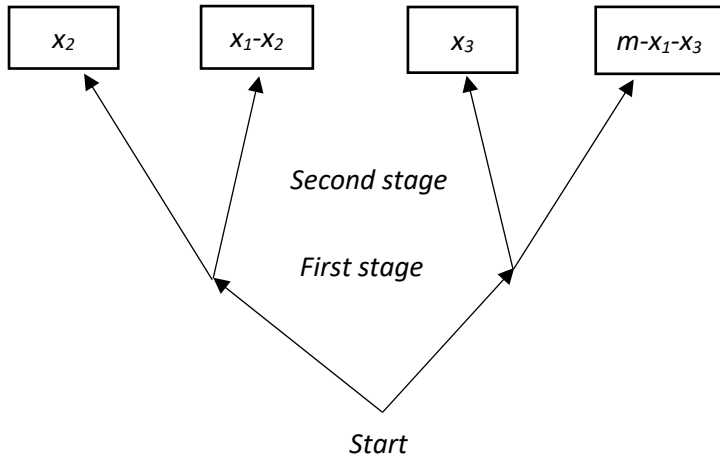 x₂ x₁-x₂ x₃ m-x₁-x₃
Second stage
First stage
Start